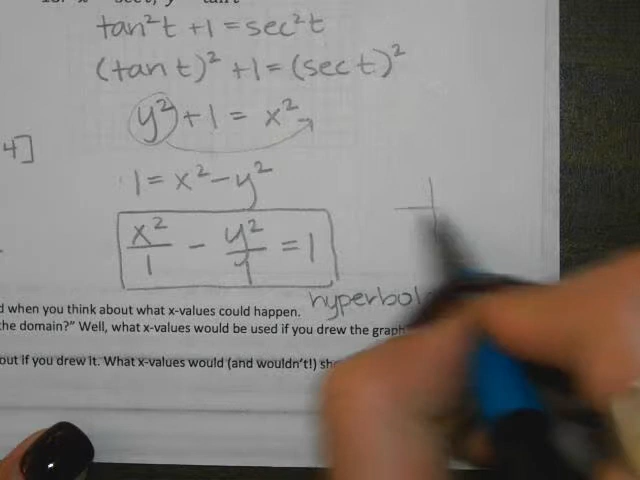 tan²t + 1 = sec²t
(tan t)² + 1 = (sec t)²
y² + 1 = x²
4]
1 = x² - y²
x²/1 - y²/1 = 1
hyperbol
when you think about what x-values could happen.
the domain?" Well, what x-values would be used if you drew the graph
out if you drew it. What x-values would (and wouldn't!)